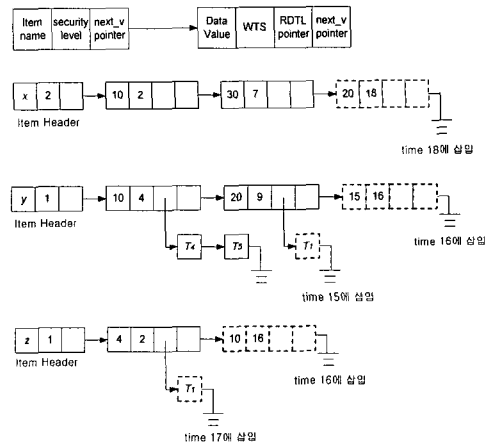 Item name
security level
next_v pointer
Data Value
WTS
RDTL pointer
next_v pointer
x 2
10 2
30 7
20 18
Item Header
time 18에 삽입
y 1
10 4
20 9
15 16
Item Header
time 16에 삽입
T4
T5
T1
time 15에 삽입
z 1
4 2
10 16
Item Header
time 16에 삽입
T1
time 17에 삽입